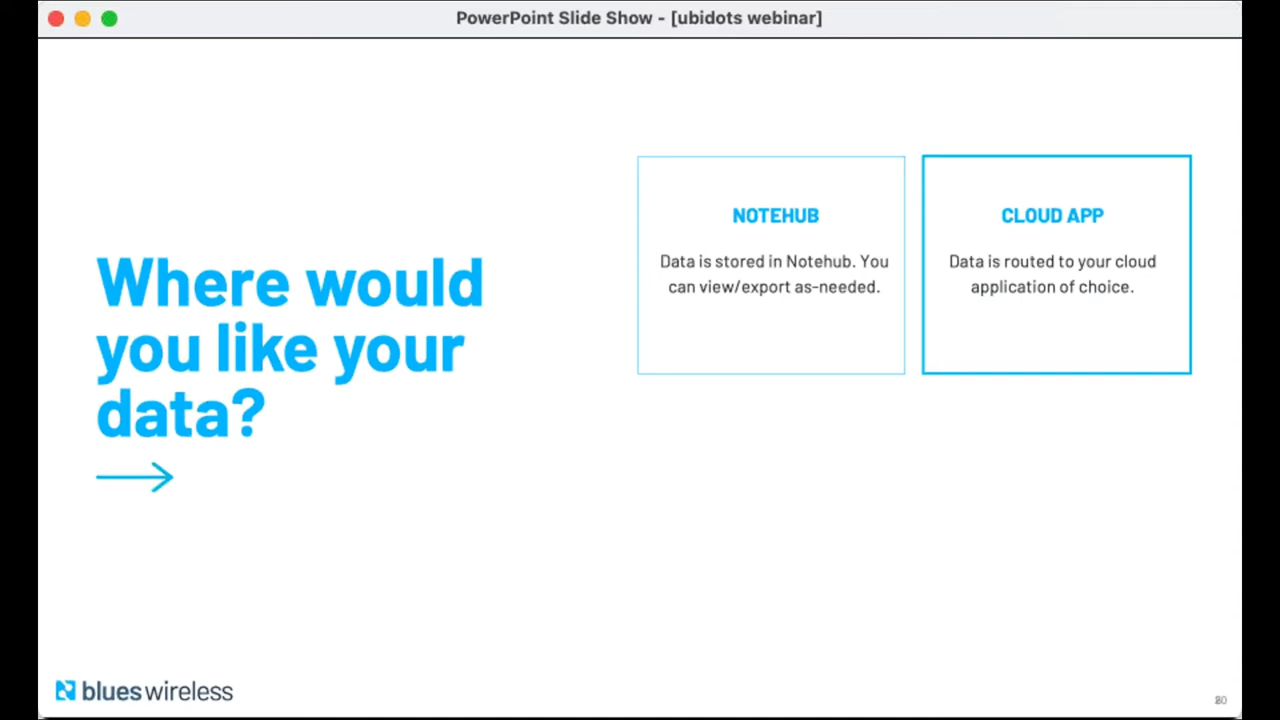 PowerPoint Slide Show - [ubidots webinar]
Where would
you like your
data?
NOTEHUB
Data is stored in Notehub. You
can view/export as-needed.
CLOUD APP
Data is routed to your cloud
application of choice.
blues wireless